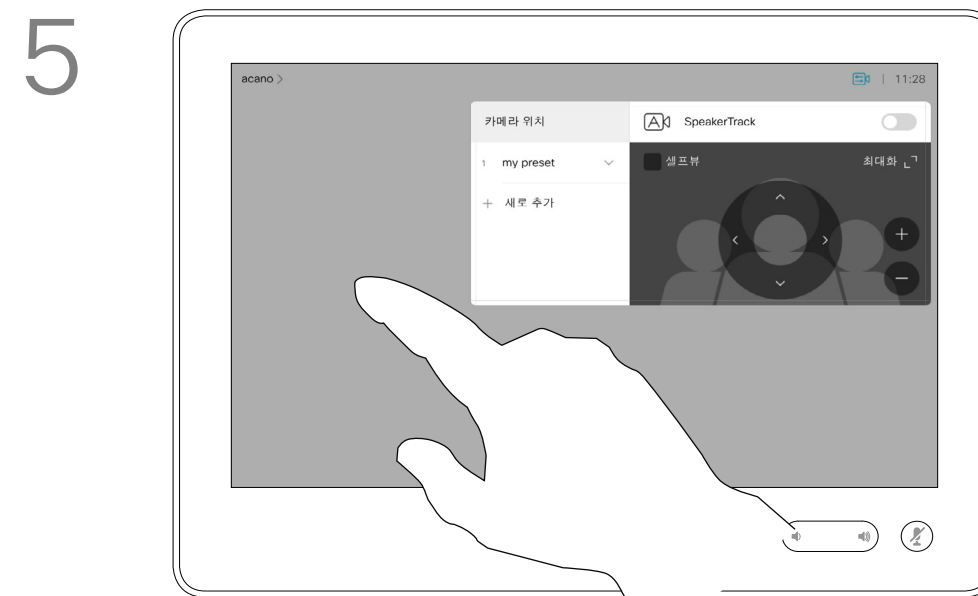 5
acano >
11:28
카메라 위치
SpeakerTrack
1 my preset
셀프뷰
최대화
+ 새로 추가